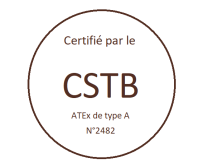 Certifié par le
CSTB
ATEx de type A
N°2482